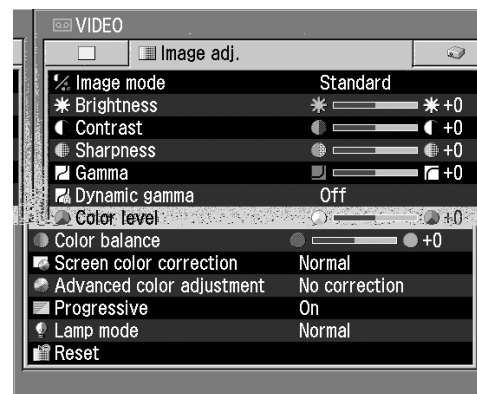 VIDEO
Image adj.
Image mode Standard
Brightness +0
Contrast +0
Sharpness +0
Gamma +0
Dynamic gamma Off
Color level +0
Color balance +0
Screen color correction Normal
Advanced color adjustment No correction
Progressive On
Lamp mode Normal
Reset